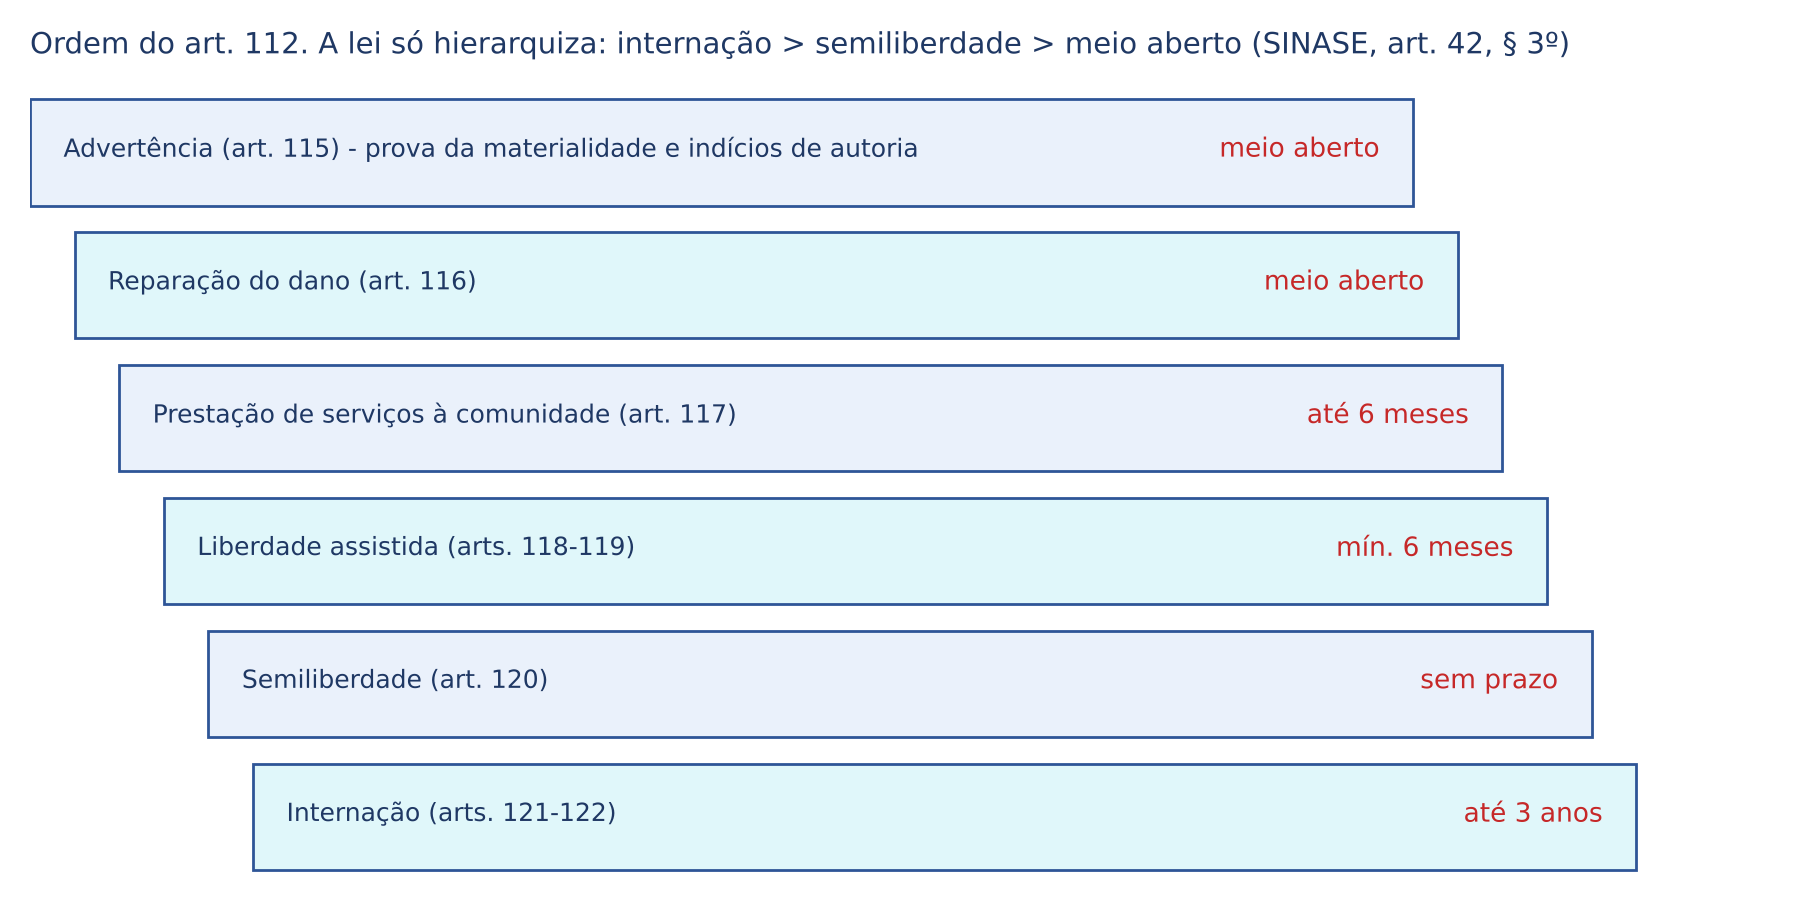 Ordem do art. 112. A lei só hierarquiza: internação > semiliberdade > meio aberto (SINASE, art. 42, § 3º)
Advertência (art. 115) - prova da materialidade e indícios de autoria meio aberto
Reparação do dano (art. 116) meio aberto
Prestação de serviços à comunidade (art. 117) até 6 meses
Liberdade assistida (arts. 118-119) mín. 6 meses
Semiliberdade (art. 120) sem prazo
Internação (arts. 121-122) até 3 anos